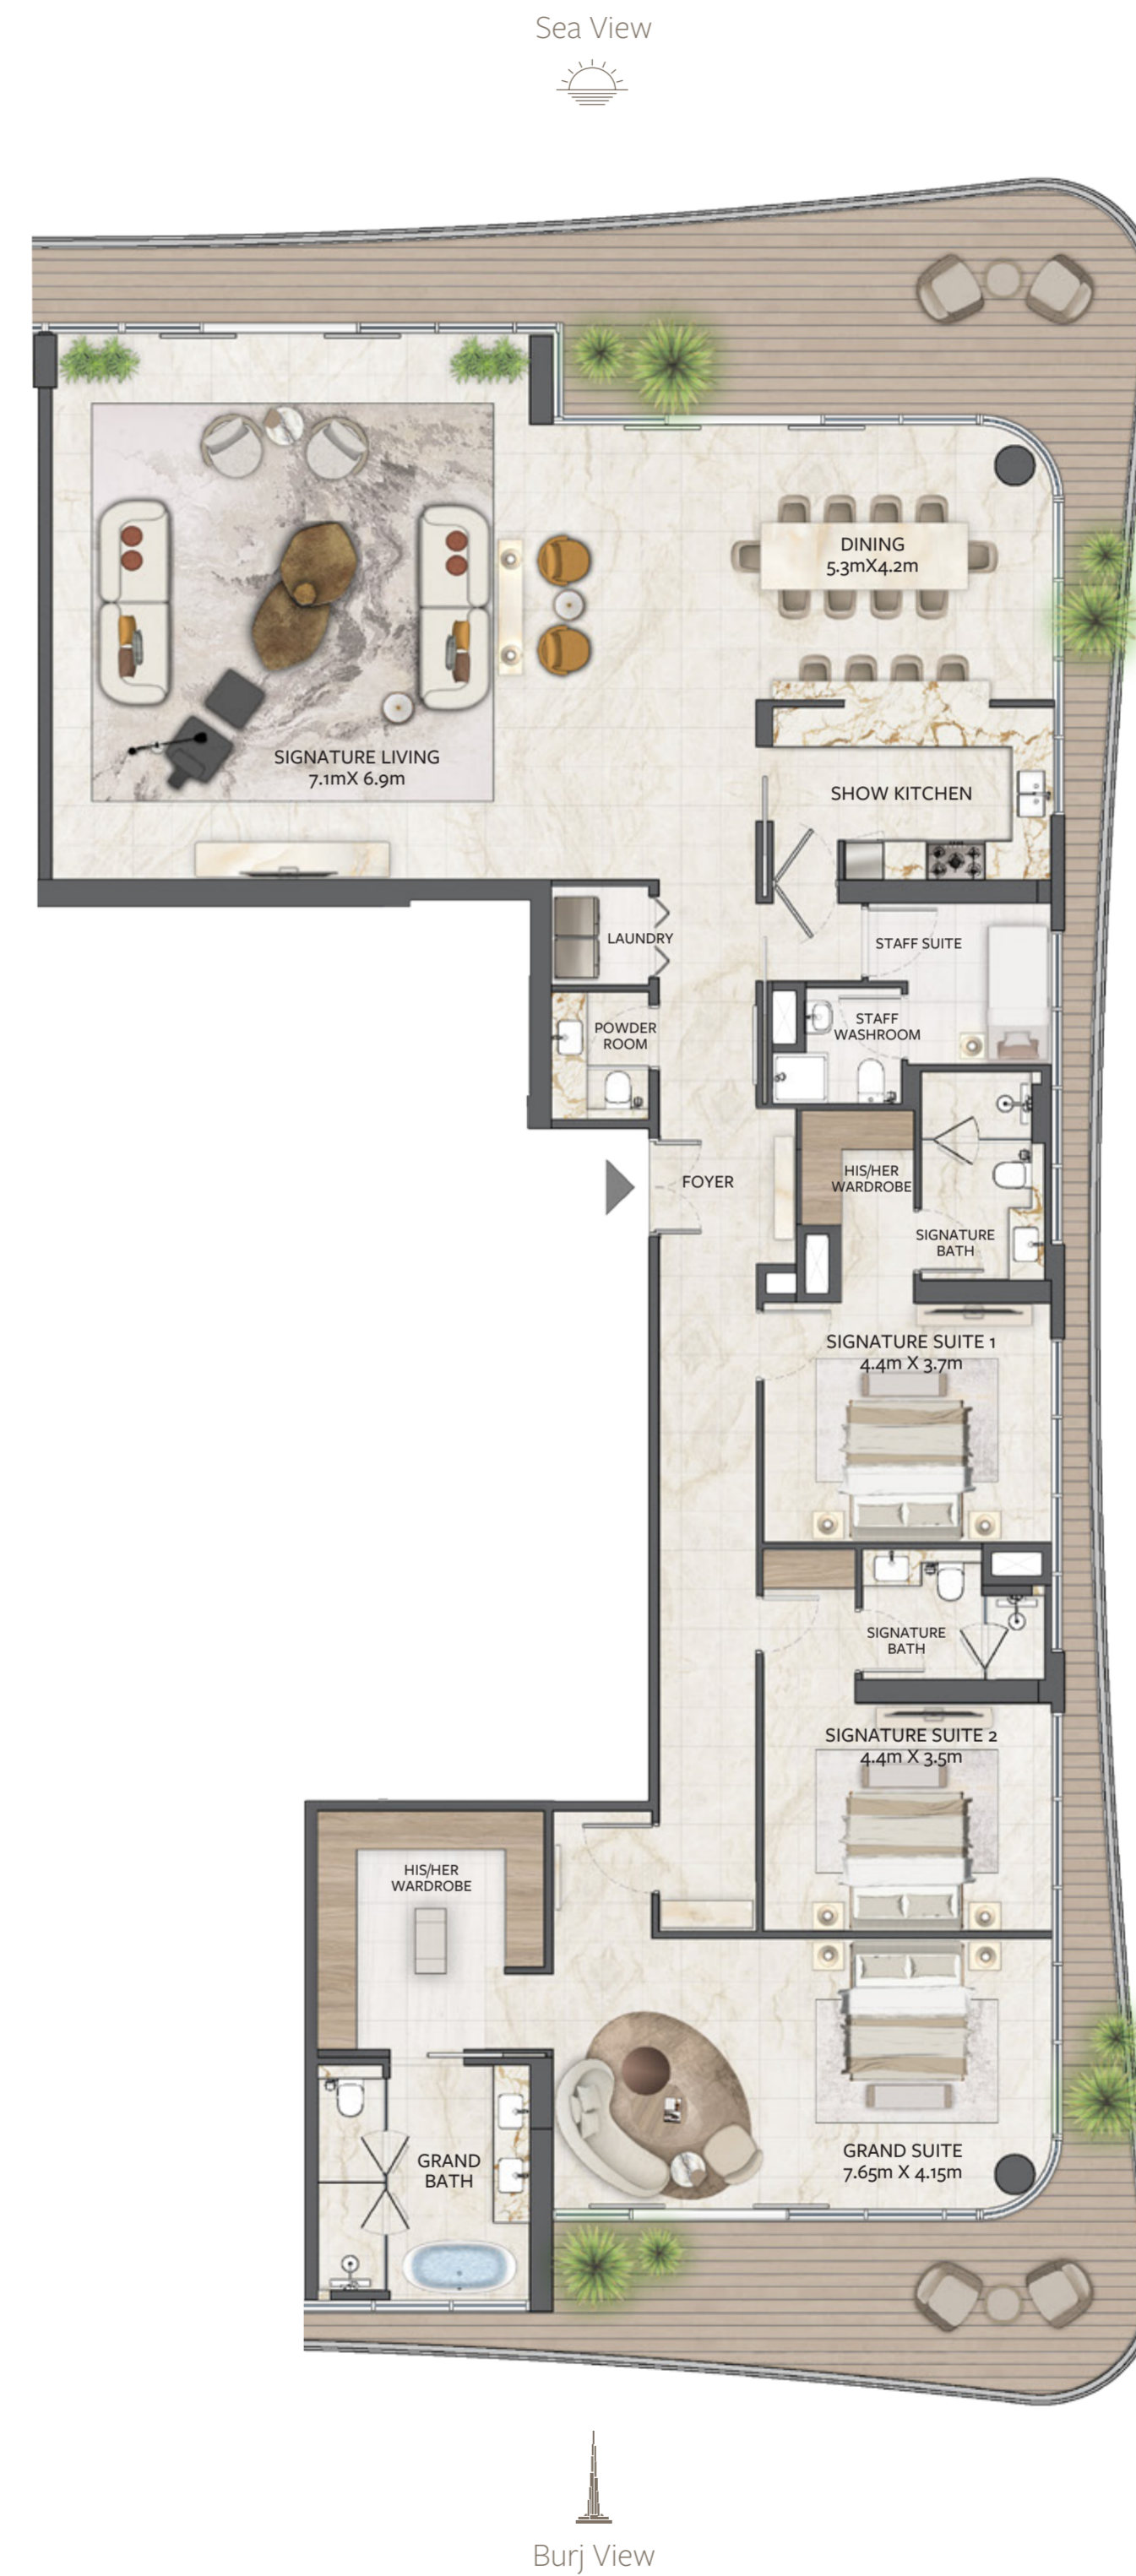 Sea View
DINING
5.3mX4.2m
SIGNATURE LIVING
7.1mX 6.9m
SHOW KITCHEN
LAUNDRY
STAFF SUITE
POWDER
ROOM
STAFF
WASHROOM
FOYER
HIS/HER
WARDROBE
SIGNATURE
BATH
SIGNATURE SUITE 1
4.4m X 3.7m
SIGNATURE
BATH
SIGNATURE SUITE 2
4.4m X 3.5m
HIS/HER
WARDROBE
GRAND
BATH
GRAND SUITE
7.65m X 4.15m
Burj View